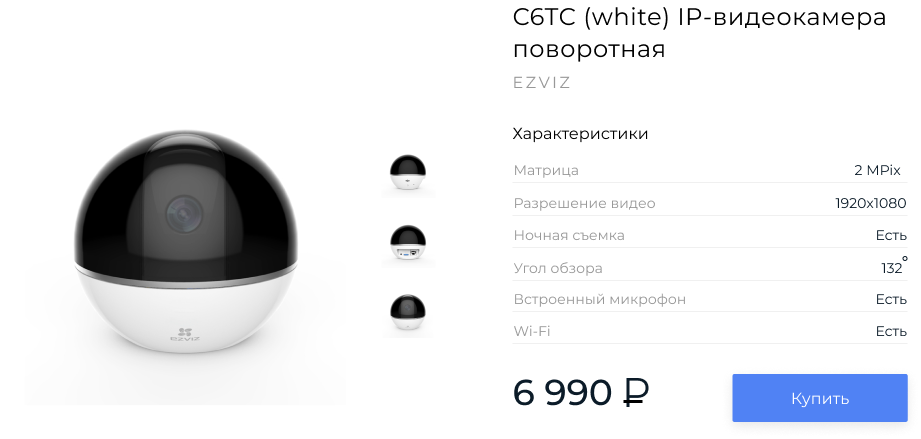 C6TC (white) IP-видеокамера
поворотная
EZVIZ
Характеристики
Матрица 2 MPix
Разрешение видео 1920x1080
Ночная съемка Есть
Угол обзора 132°
Встроенный микрофон Есть
Wi-Fi Есть
6 990 ₽ Купить
EZVIZ